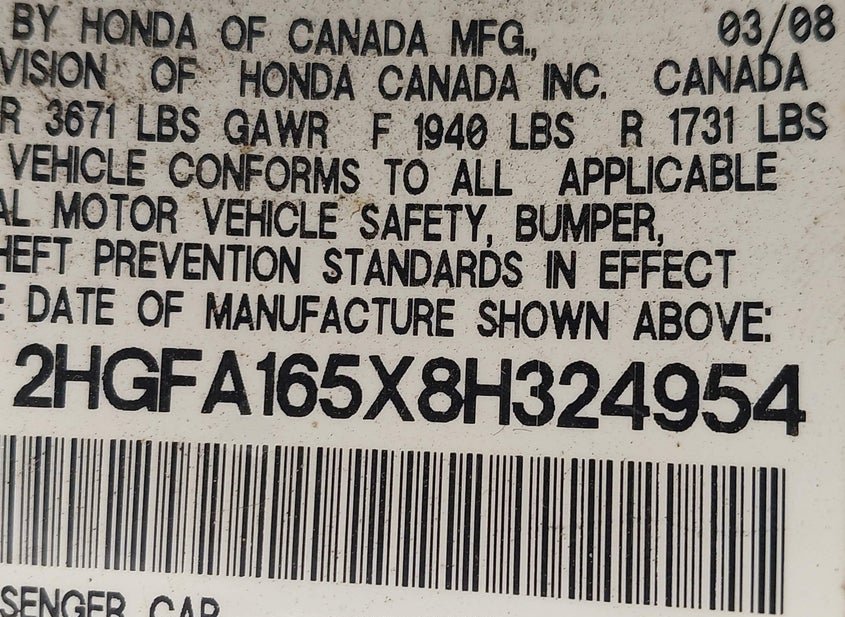 BY HONDA OF CANADA MFG., 03/08
VISION OF HONDA CANADA INC. CANADA
R 3671 LBS GAWR F 1940 LBS R 1731 LBS
VEHICLE CONFORMS TO ALL APPLICABLE
AL MOTOR VEHICLE SAFETY, BUMPER,
HEFT PREVENTION STANDARDS IN EFFECT
E DATE OF MANUFACTURE SHOWN ABOVE:
2HGFA165X8H324954
SENGER CAR